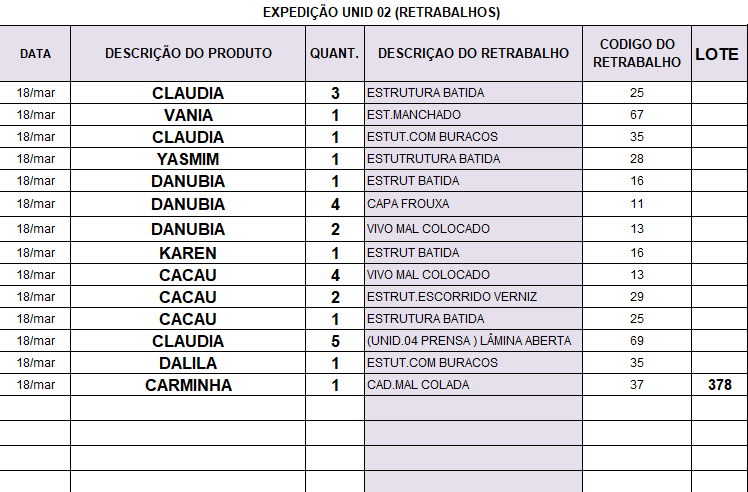 EXPEDIÇÃO UNID 02 (RETRABALHOS)
DATA DESCRIÇÃO DO PRODUTO QUANT. DESCRIÇAO DO RETRABALHO CODIGO DO RETRABALHO LOTE
18/mar CLAUDIA 3 ESTRUTURA BATIDA 25
18/mar VANIA 1 EST.MANCHADO 67
18/mar CLAUDIA 1 ESTUT.COM BURACOS 35
18/mar YASMIM 1 ESTUTRUTURA BATIDA 28
18/mar DANUBIA 1 ESTRUT BATIDA 16
18/mar DANUBIA 4 CAPA FROUXA 11
18/mar DANUBIA 2 VIVO MAL COLOCADO 13
18/mar KAREN 1 ESTRUT BATIDA 16
18/mar CACAU 4 VIVO MAL COLOCADO 13
18/mar CACAU 2 ESTRUT.ESCORRIDO VERNIZ 29
18/mar CACAU 1 ESTRUTURA BATIDA 25
18/mar CLAUDIA 5 (UNID.04 PRENSA ) LÂMINA ABERTA 69
18/mar DALILA 1 ESTUT.COM BURACOS 35
18/mar CARMINHA 1 CAD.MAL COLADA 37 378